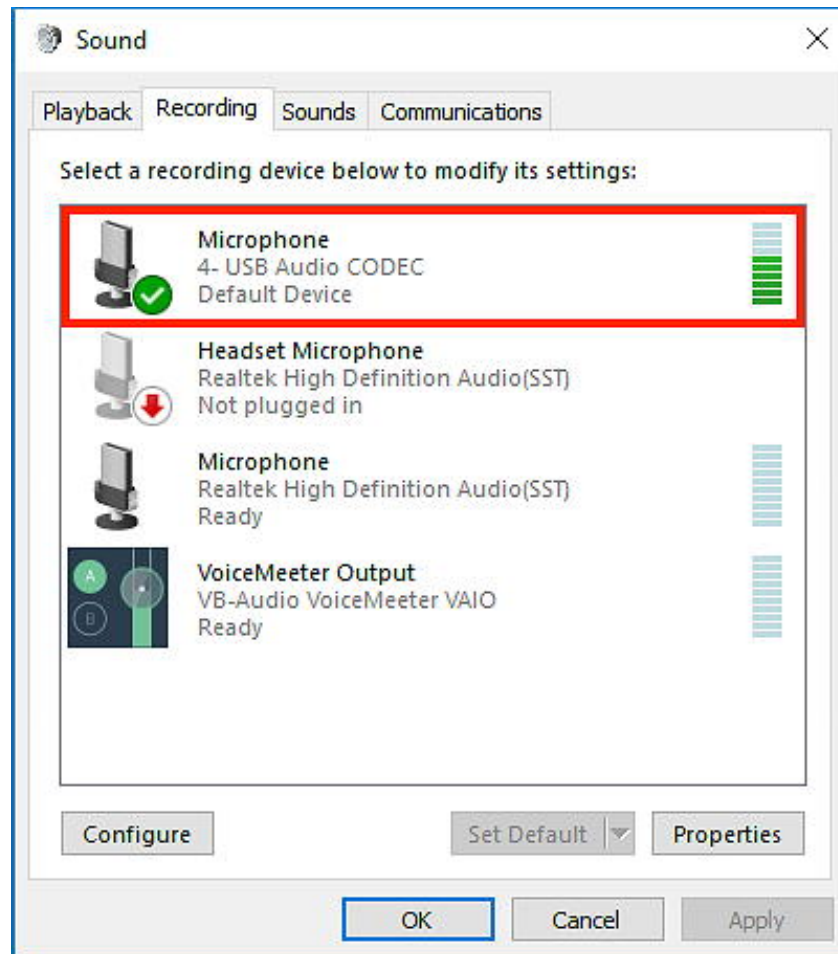 Sound
Playback Recording Sounds Communications
Select a recording device below to modify its settings:
Microphone
4- USB Audio CODEC
Default Device
Headset Microphone
Realtek High Definition Audio(SST)
Not plugged in
Microphone
Realtek High Definition Audio(SST)
Ready
A
B
VoiceMeeter Output
VB-Audio VoiceMeeter VAIO
Ready
Configure Set Default Properties
OK Cancel Apply